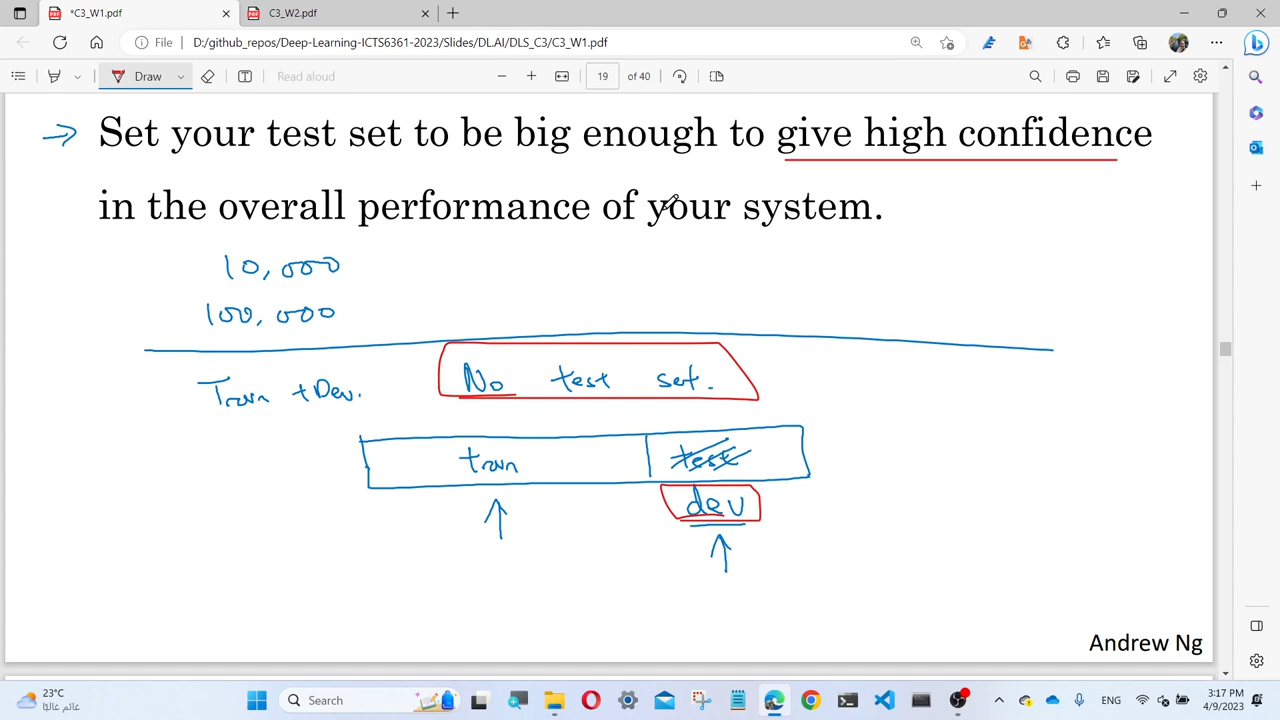 *C3_W1.pdf
C3_W2.pdf
File
D:/github_repos/Deep-Learning-ICTS6361-2023/Slides/DL.AI/DLS_C3/C3_W1.pdf
Draw
Read aloud
19
of 40
Set your test set to be big enough to give high confidence
in the overall performance of your system.
10,000
100,000
Train + Dev.
No test set.
train
test
dev
Andrew Ng
23°C
غائم غالبًا
Search
ENG
3:17 PM
4/9/2023